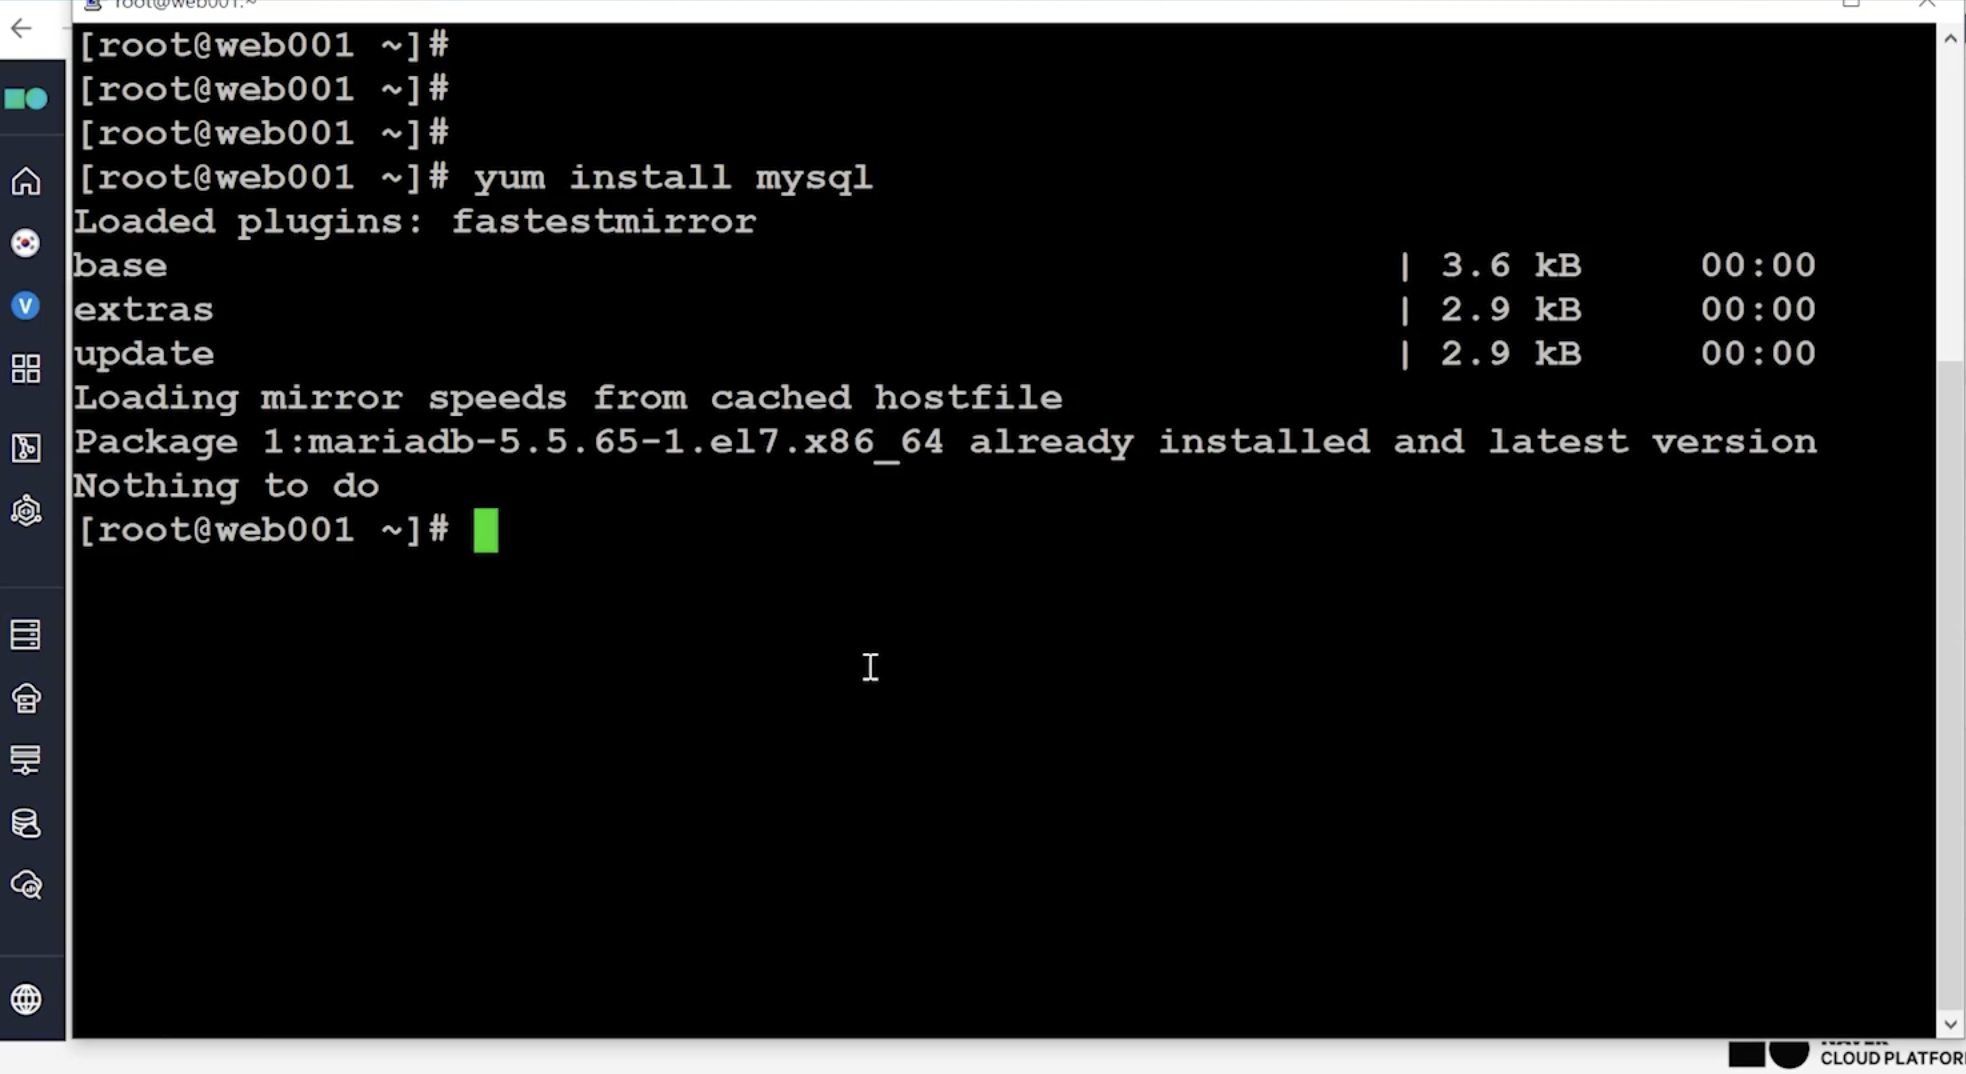 root@web001:~
[root@web001 ~]#
[root@web001 ~]#
[root@web001 ~]#
[root@web001 ~]# yum install mysql
Loaded plugins: fastestmirror
base | 3.6 kB 00:00
extras | 2.9 kB 00:00
update | 2.9 kB 00:00
Loading mirror speeds from cached hostfile
Package 1:mariadb-5.5.65-1.el7.x86_64 already installed and latest version
Nothing to do
[root@web001 ~]#
V
NAVER
CLOUD PLATFOR